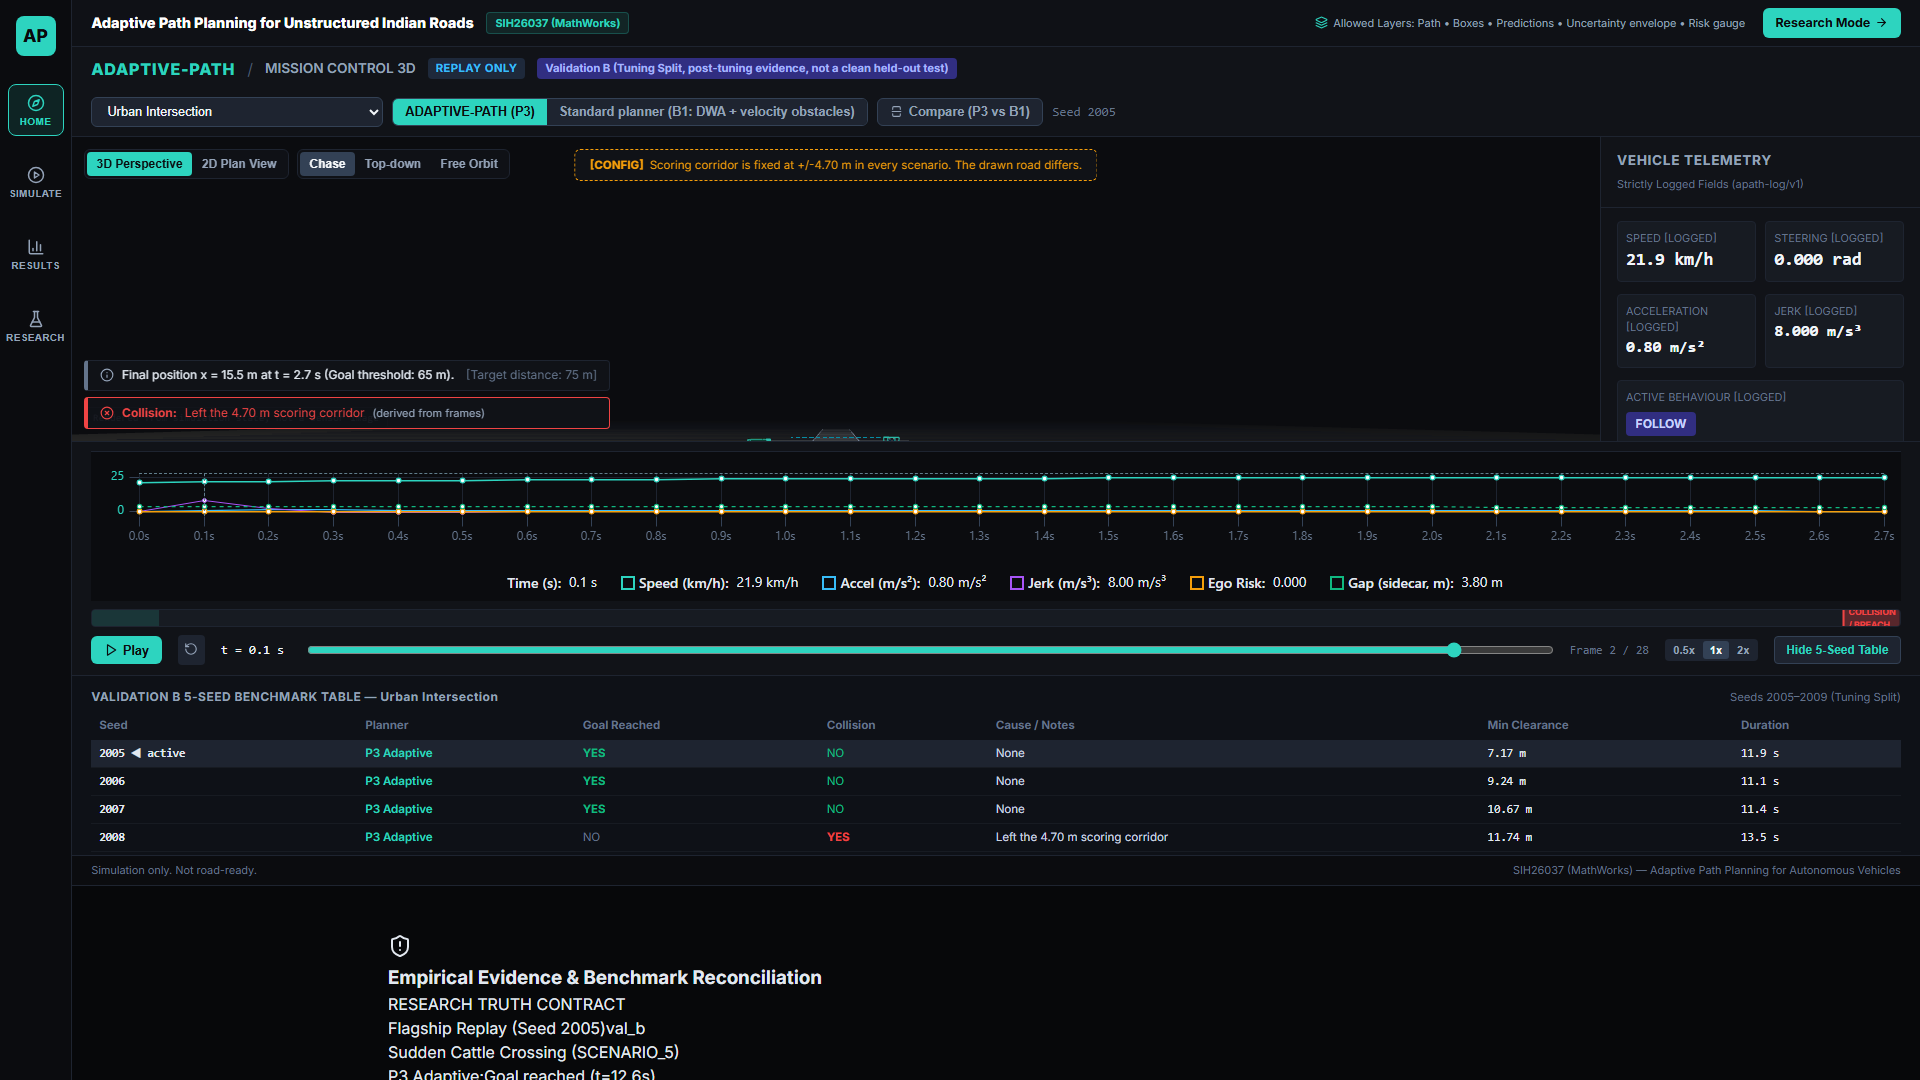 AP
Adaptive Path Planning for Unstructured Indian Roads
SIH26037 (MathWorks)
Allowed Layers: Path • Boxes • Predictions • Uncertainty envelope • Risk gauge
Research Mode →
HOME
SIMULATE
RESULTS
RESEARCH
ADAPTIVE-PATH / MISSION CONTROL 3D
REPLAY ONLY
Validation B (Tuning Split, post-tuning evidence, not a clean held-out test)
Urban Intersection
ADAPTIVE-PATH (P3)
Standard planner (B1: DWA + velocity obstacles)
Compare (P3 vs B1)
Seed 2005
3D Perspective
2D Plan View
Chase
Top-down
Free Orbit
[CONFIG] Scoring corridor is fixed at +/-4.70 m in every scenario. The drawn road differs.
Final position x = 15.5 m at t = 2.7 s (Goal threshold: 65 m). [Target distance: 75 m]
Collision: Left the 4.70 m scoring corridor (derived from frames)
VEHICLE TELEMETRY
Strictly Logged Fields (apath-log/v1)
SPEED [LOGGED]
21.9 km/h
STEERING [LOGGED]
0.000 rad
ACCELERATION [LOGGED]
0.80 m/s²
JERK [LOGGED]
8.000 m/s³
ACTIVE BEHAVIOUR [LOGGED]
FOLLOW
25
0
0.0s 0.1s 0.2s 0.3s 0.4s 0.5s 0.6s 0.7s 0.8s 0.9s 1.0s 1.1s 1.2s 1.3s 1.4s 1.5s 1.6s 1.7s 1.8s 1.9s 2.0s 2.1s 2.2s 2.3s 2.4s 2.5s 2.6s 2.7s
Time (s): 0.1 s Speed (km/h): 21.9 km/h Accel (m/s²): 0.80 m/s² Jerk (m/s³): 8.00 m/s³ Ego Risk: 0.000 Gap (sidecar, m): 3.80 m
COLLISION
/ BREACH
Play
t = 0.1 s
Frame 2 / 28
0.5x 1x 2x
Hide 5-Seed Table
VALIDATION B 5-SEED BENCHMARK TABLE — Urban Intersection
Seeds 2005–2009 (Tuning Split)
Seed Planner Goal Reached Collision Cause / Notes Min Clearance Duration
2005 ◀ active P3 Adaptive YES NO None 7.17 m 11.9 s
2006 P3 Adaptive YES NO None 9.24 m 11.1 s
2007 P3 Adaptive YES NO None 10.67 m 11.4 s
2008 P3 Adaptive NO YES Left the 4.70 m scoring corridor 11.74 m 13.5 s
Simulation only. Not road-ready.
SIH26037 (MathWorks) — Adaptive Path Planning for Autonomous Vehicles
Empirical Evidence & Benchmark Reconciliation
RESEARCH TRUTH CONTRACT
Flagship Replay (Seed 2005)val_b
Sudden Cattle Crossing (SCENARIO_5)
P3 Adaptive:Goal reached (t=12.6s)